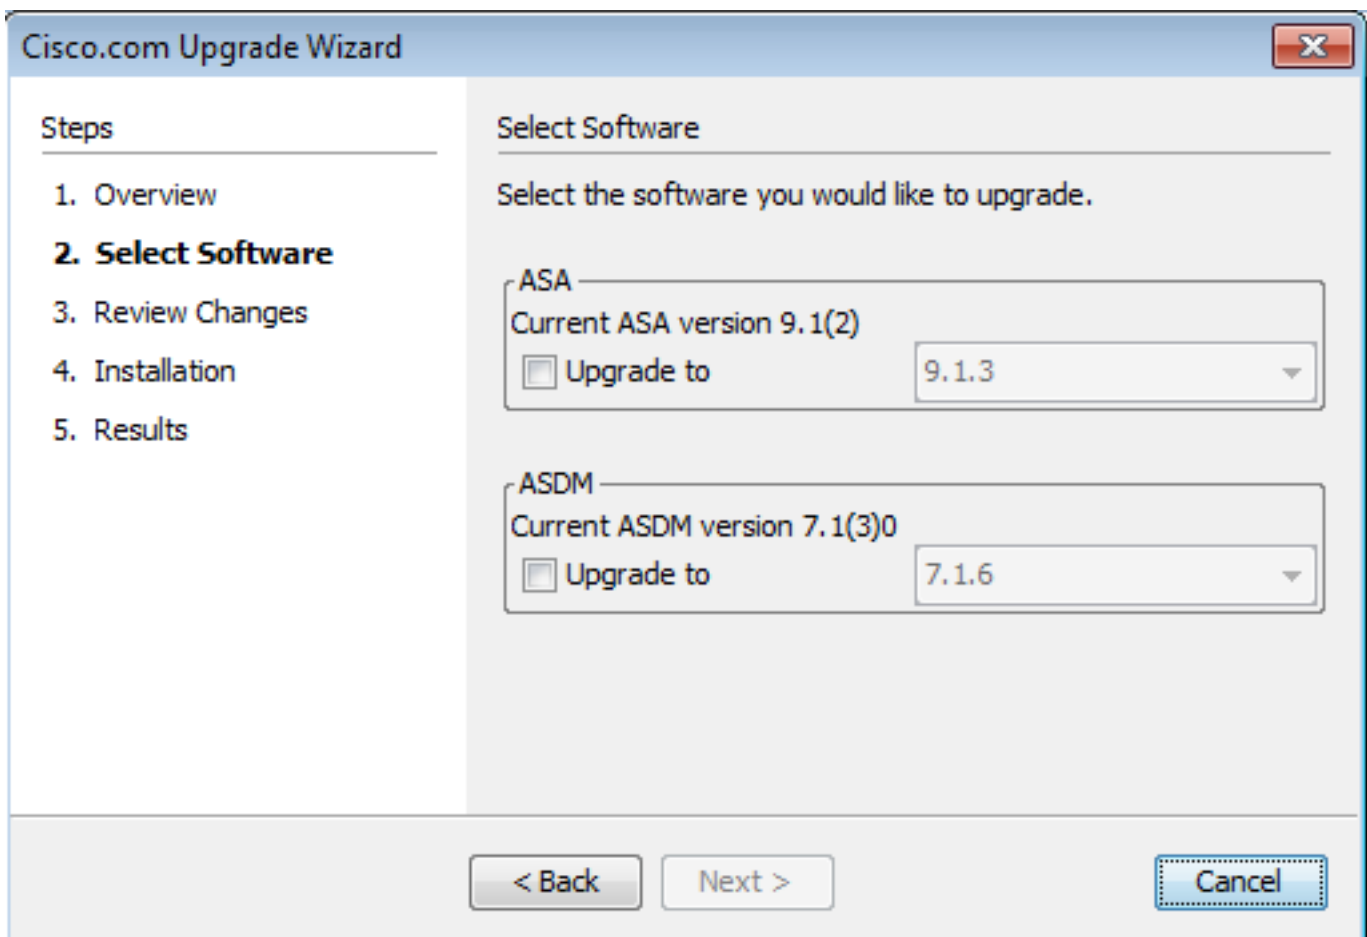 Cisco.com Upgrade Wizard
Steps
1. Overview
2. Select Software
3. Review Changes
4. Installation
5. Results
Select Software
Select the software you would like to upgrade.
ASA
Current ASA version 9.1(2)
Upgrade to 9.1.3
ASDM
Current ASDM version 7.1(3)0
Upgrade to 7.1.6
< Back Next > Cancel